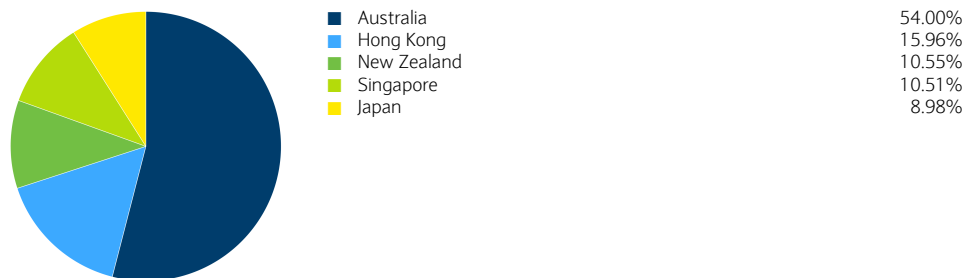 Australia 54.00%
Hong Kong 15.96%
New Zealand 10.55%
Singapore 10.51%
Japan 8.98%